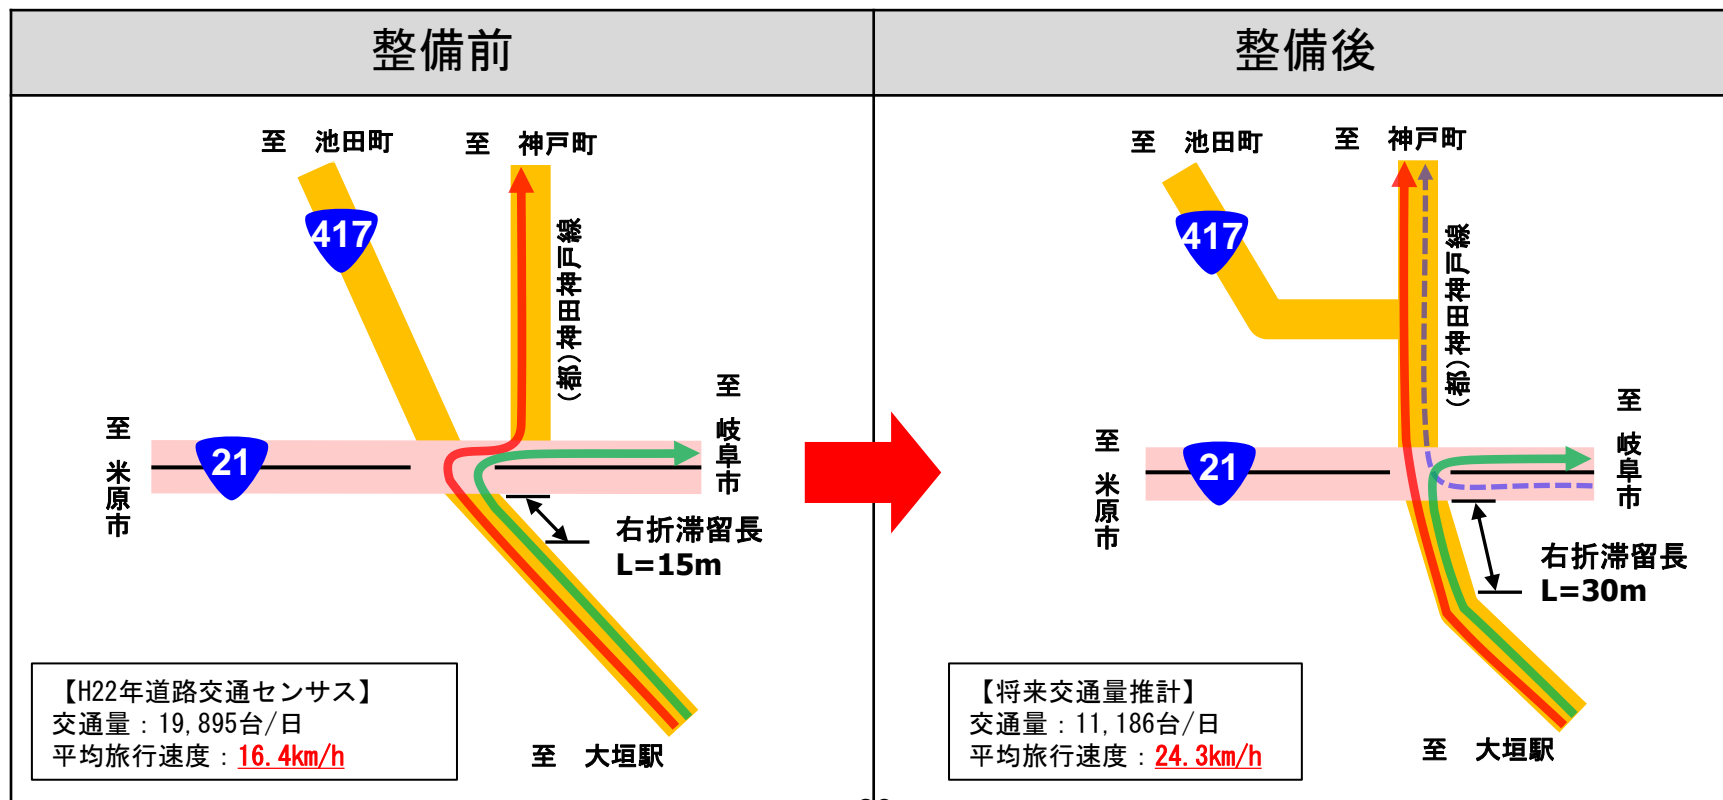 整備前
至　池田町
至　神戸町
417
(都)神田神戸線
至　岐阜市
至　米原市
21
右折滞留長
L=15m
【H22年道路交通センサス】
交通量：19,895台/日
平均旅行速度：16.4km/h
至　大垣駅
整備後
至　池田町
至　神戸町
417
(都)神田神戸線
至　岐阜市
至　米原市
21
右折滞留長
L=30m
【将来交通量推計】
交通量：11,186台/日
平均旅行速度：24.3km/h
至　大垣駅